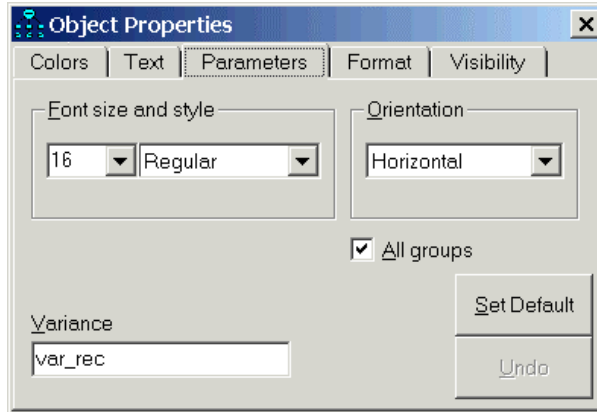 Object Properties
Colors Text Parameters Format Visibility
Font size and style
Orientation
16 Regular
Horizontal
All groups
Set Default
Variance
var_rec
Undo